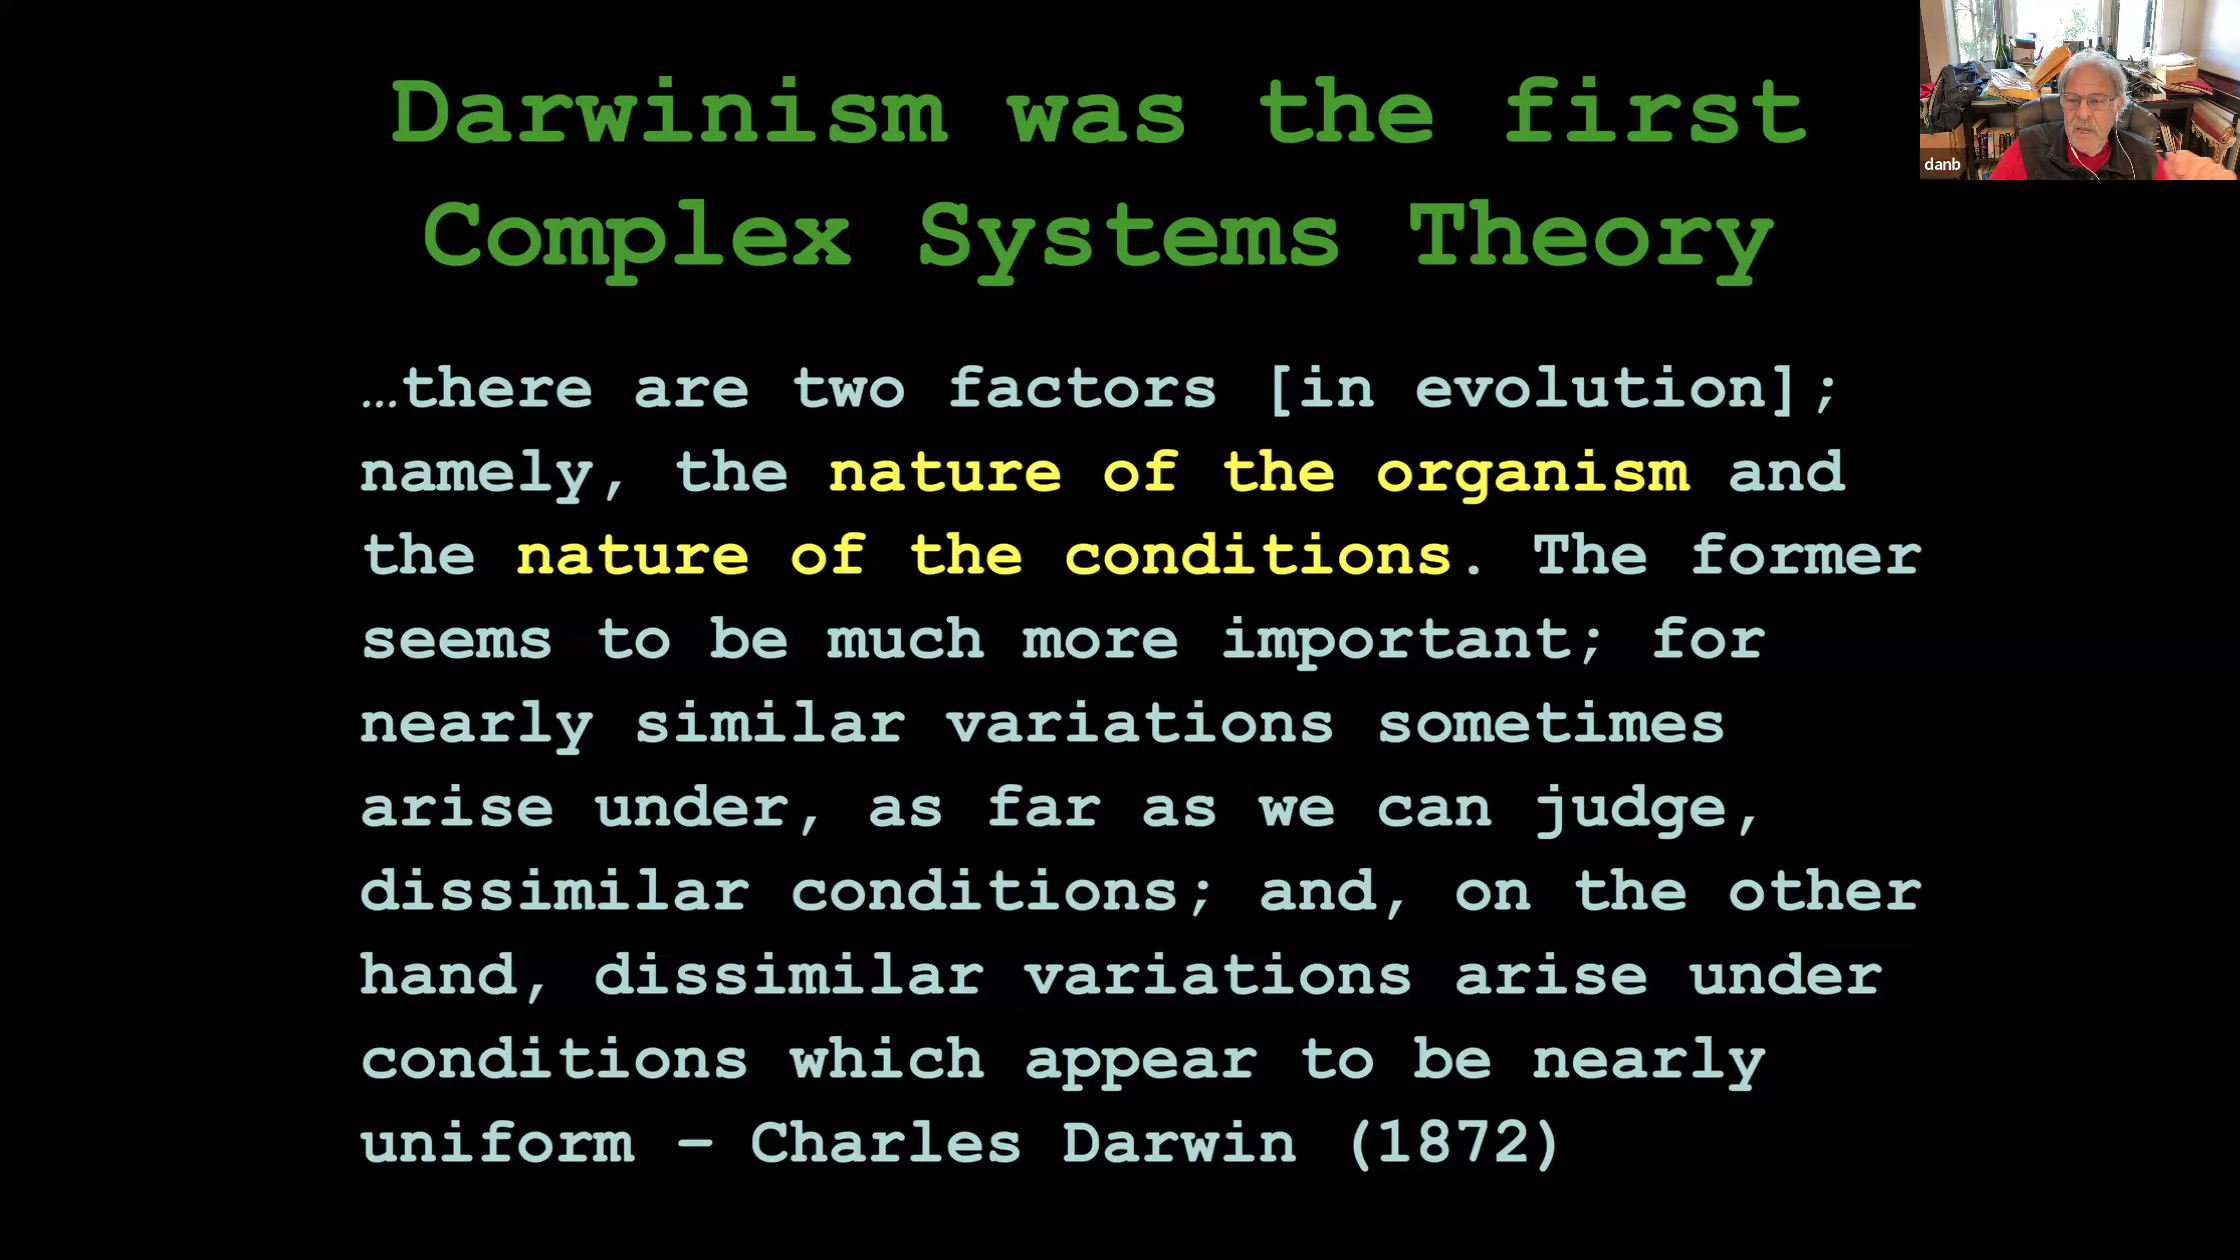 Darwinism was the first
Complex Systems Theory
…there are two factors [in evolution];
namely, the nature of the organism and
the nature of the conditions. The former
seems to be much more important; for
nearly similar variations sometimes
arise under, as far as we can judge,
dissimilar conditions; and, on the other
hand, dissimilar variations arise under
conditions which appear to be nearly
uniform – Charles Darwin (1872)
danb